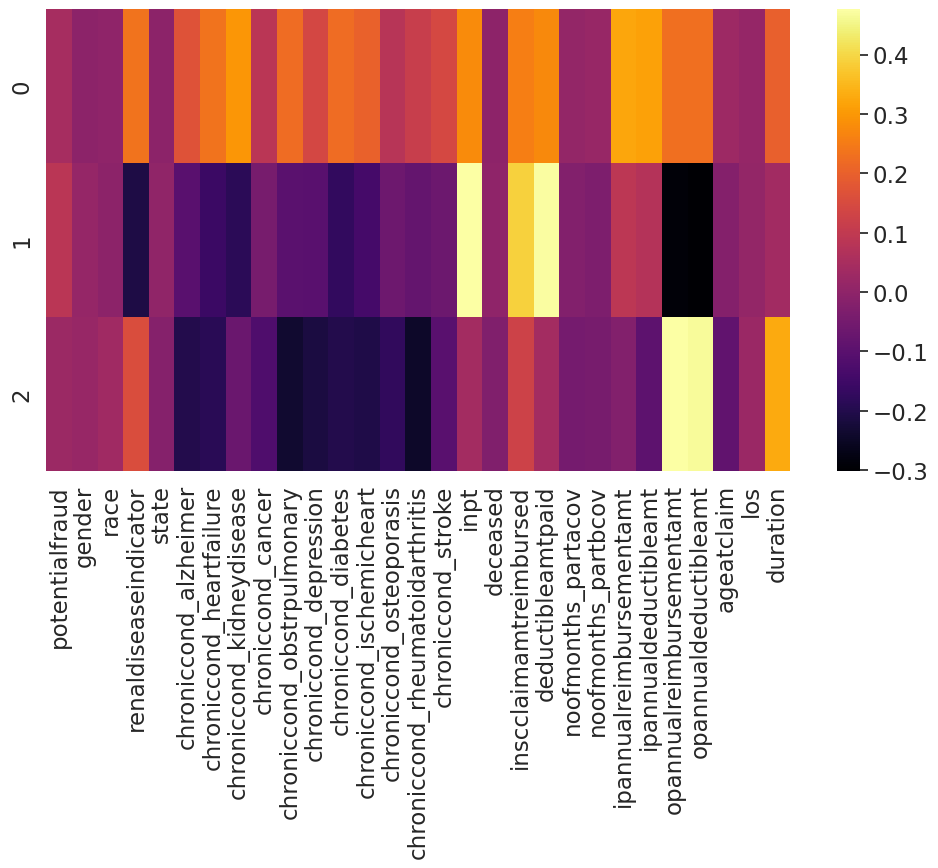 0
1
2
potentialfraud
gender
race
renaldiseaseindicator
state
chroniccond_alzheimer
chroniccond_heartfailure
chroniccond_kidneydisease
chroniccond_cancer
chroniccond_obstrpulmonary
chroniccond_depression
chroniccond_diabetes
chroniccond_ischemicheart
chroniccond_osteoporasis
chroniccond_rheumatoidarthritis
chroniccond_stroke
inpt
deceased
inscclaimamtreimbursed
deductibleamtpaid
noofmonths_partacov
noofmonths_partbcov
ipannualreimbursementamt
ipannualdeductibleamt
opannualreimbursementamt
opannualdeductibleamt
ageatclaim
los
duration
0.4
0.3
0.2
0.1
0.0
−0.1
−0.2
−0.3